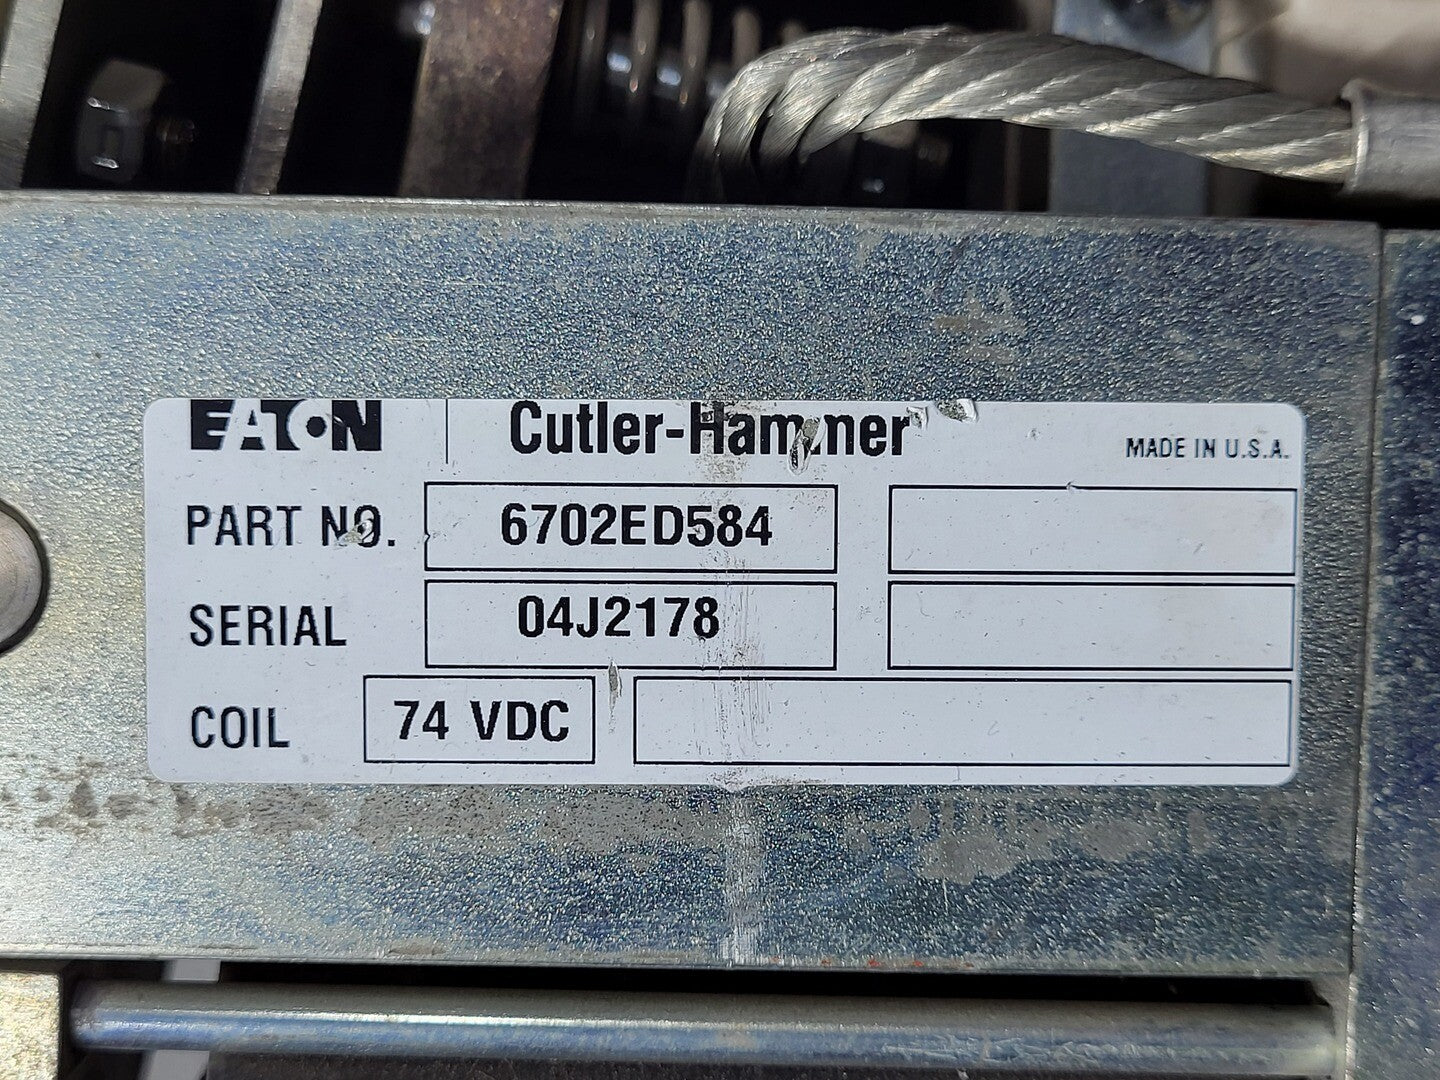 EATON Cutler-Hammer MADE IN U.S.A.
PART NO. 6702ED584
SERIAL 04J2178
COIL 74 VDC